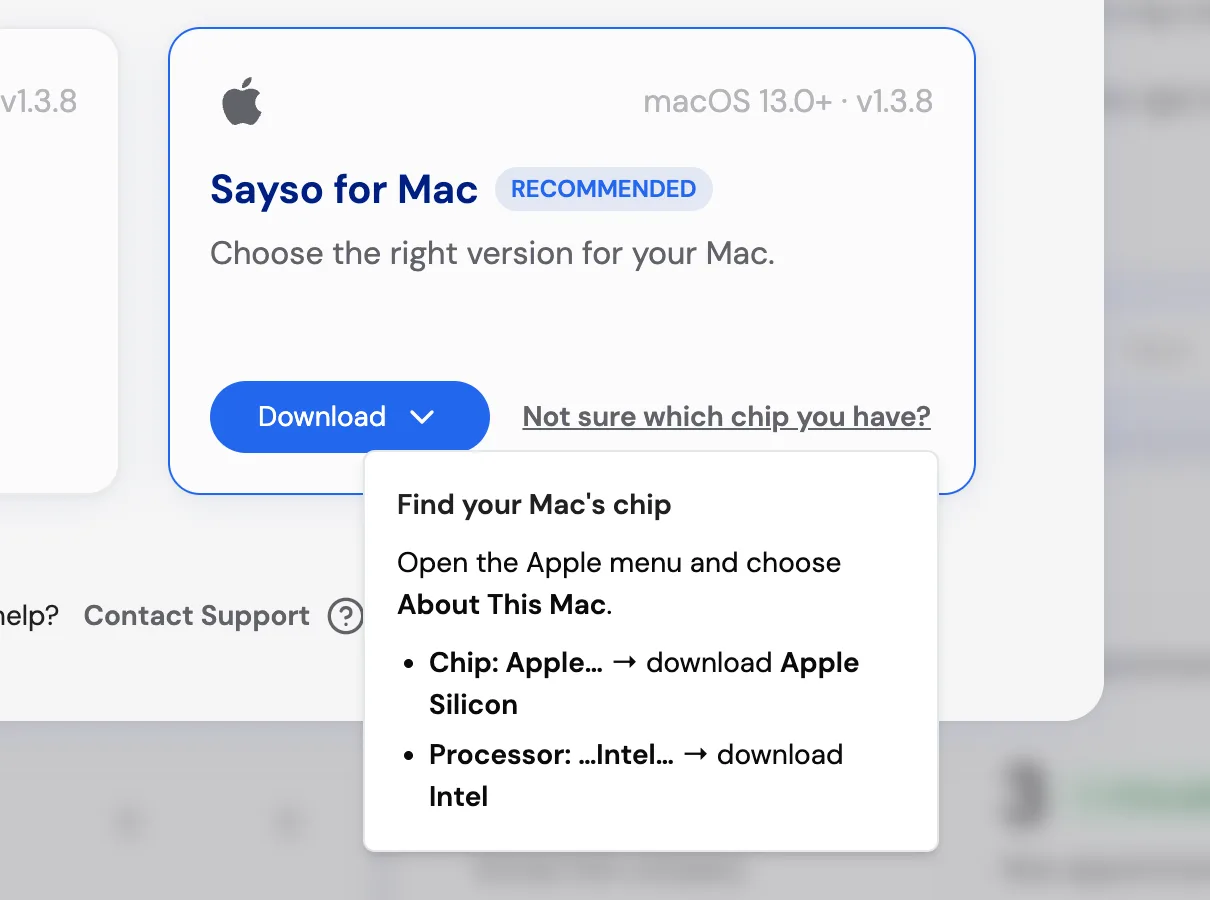 v1.3.8
macOS 13.0+ · v1.3.8
Sayso for Mac RECOMMENDED
Choose the right version for your Mac.
Download
Not sure which chip you have?
Find your Mac's chip
Open the Apple menu and choose
About This Mac.
help? Contact Support ?
• Chip: Apple... → download Apple
Silicon
• Processor: ...Intel... → download
Intel
3